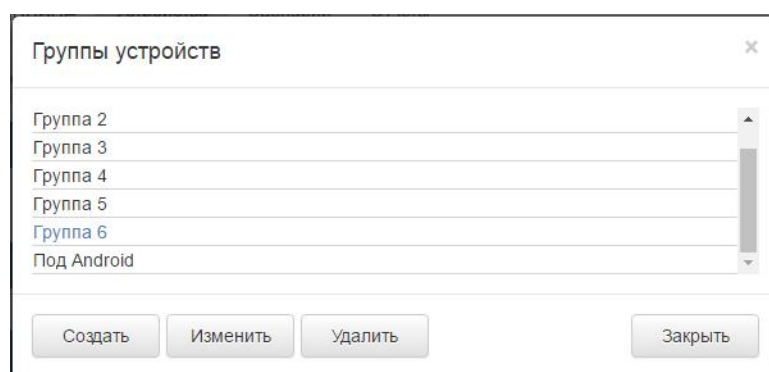 Группы устройств
×
Группа 2
Группа 3
Группа 4
Группа 5
Группа 6
Под Android
Создать Изменить Удалить Закрыть